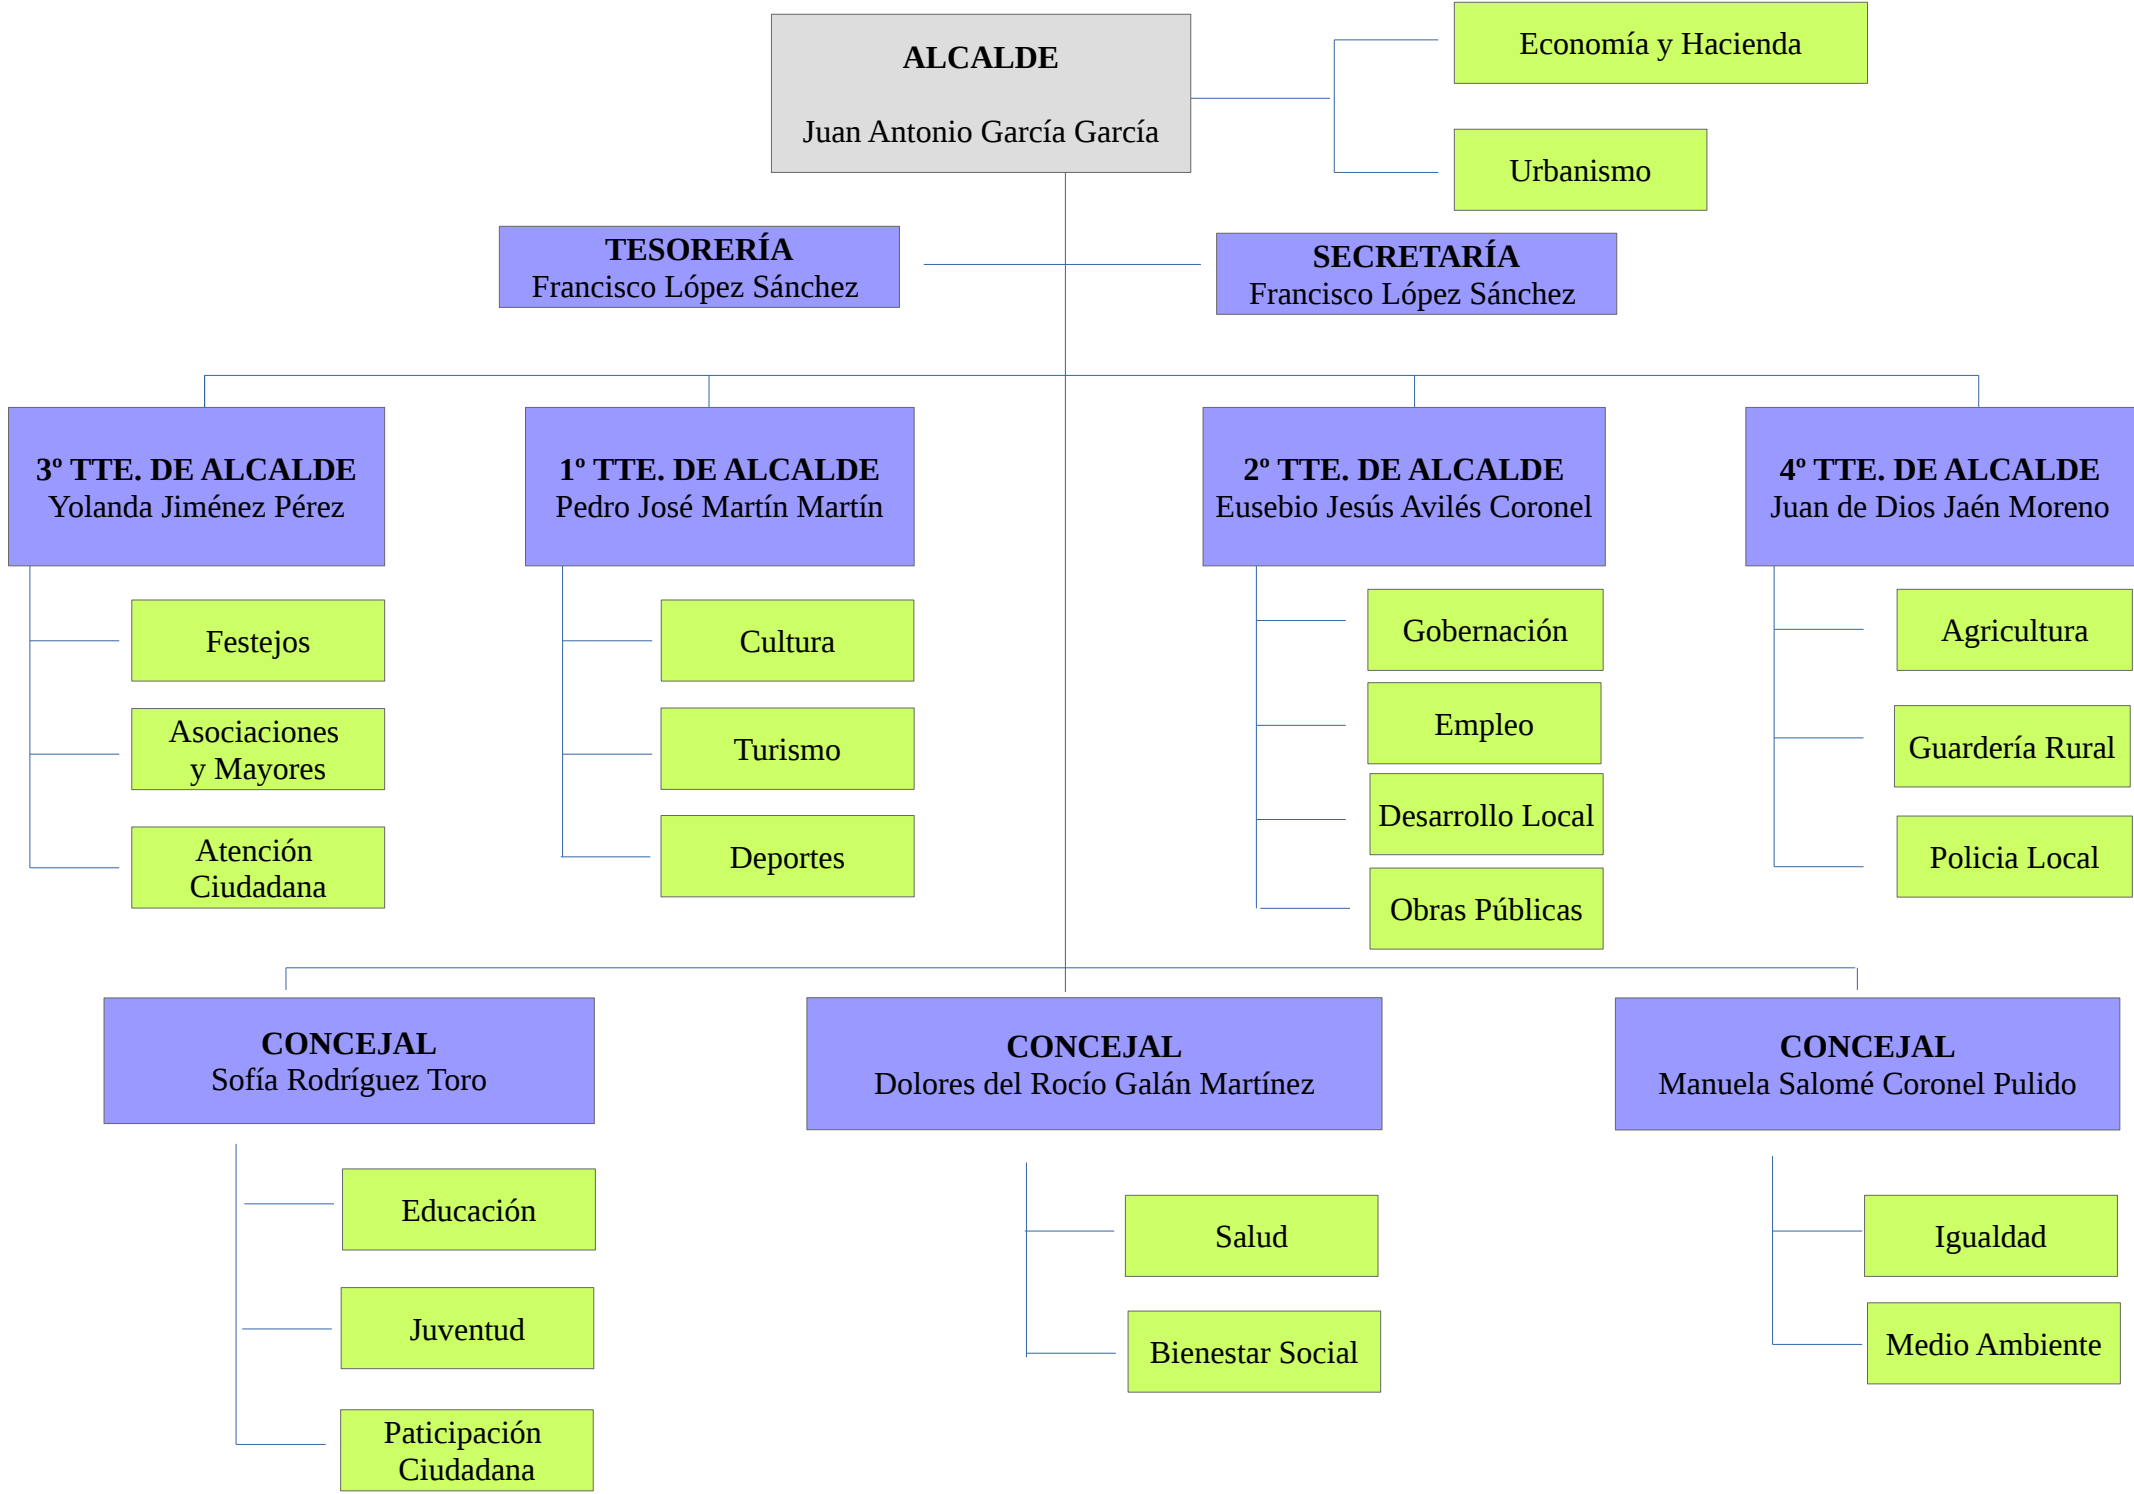 ALCALDE
Juan Antonio García García
Economía y Hacienda
Urbanismo
TESORERÍA
Francisco López Sánchez
SECRETARÍA
Francisco López Sánchez
3º TTE. DE ALCALDE
Yolanda Jiménez Pérez
1º TTE. DE ALCALDE
Pedro José Martín Martín
2º TTE. DE ALCALDE
Eusebio Jesús Avilés Coronel
4º TTE. DE ALCALDE
Juan de Dios Jaén Moreno
Festejos
Asociaciones
y Mayores
Atención
Ciudadana
Cultura
Turismo
Deportes
Gobernación
Empleo
Desarrollo Local
Obras Públicas
Agricultura
Guardería Rural
Policia Local
CONCEJAL
Sofía Rodríguez Toro
CONCEJAL
Dolores del Rocío Galán Martínez
CONCEJAL
Manuela Salomé Coronel Pulido
Educación
Juventud
Paticipación
Ciudadana
Salud
Bienestar Social
Igualdad
Medio Ambiente